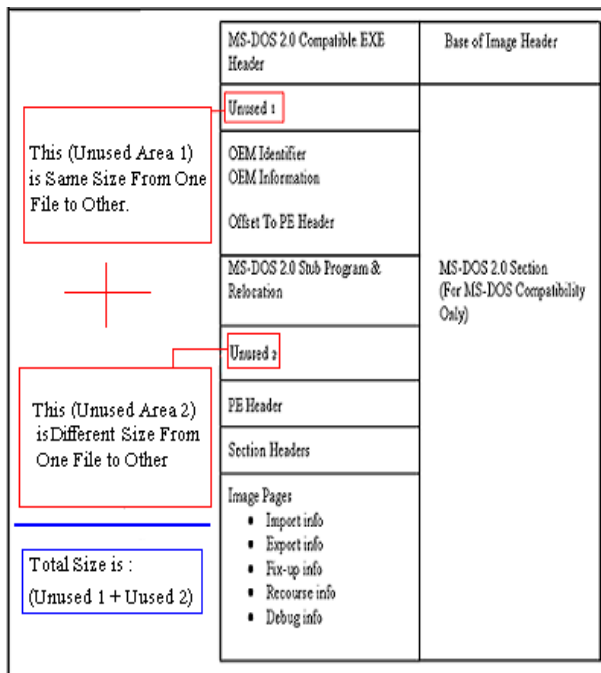 MS-DOS 2.0 Compatible EXE
Header
Base of Image Header
Unused 1
This (Unused Area 1)
is Same Size From One
File to Other.
OEM Identifier
OEM Information
Offset To PE Header
MS-DOS 2.0 Stub Program &
Relocation
MS-DOS 2.0 Section
(For MS-DOS Compatibility
Only)
Unused 2
This (Unused Area 2)
isDifferent Size From
One File to Other
PE Header
Section Headers
Image Pages
• Import info
• Export info
• Fix-up info
• Recourse info
• Debug info
Total Size is :
(Unused 1 + Uused 2)